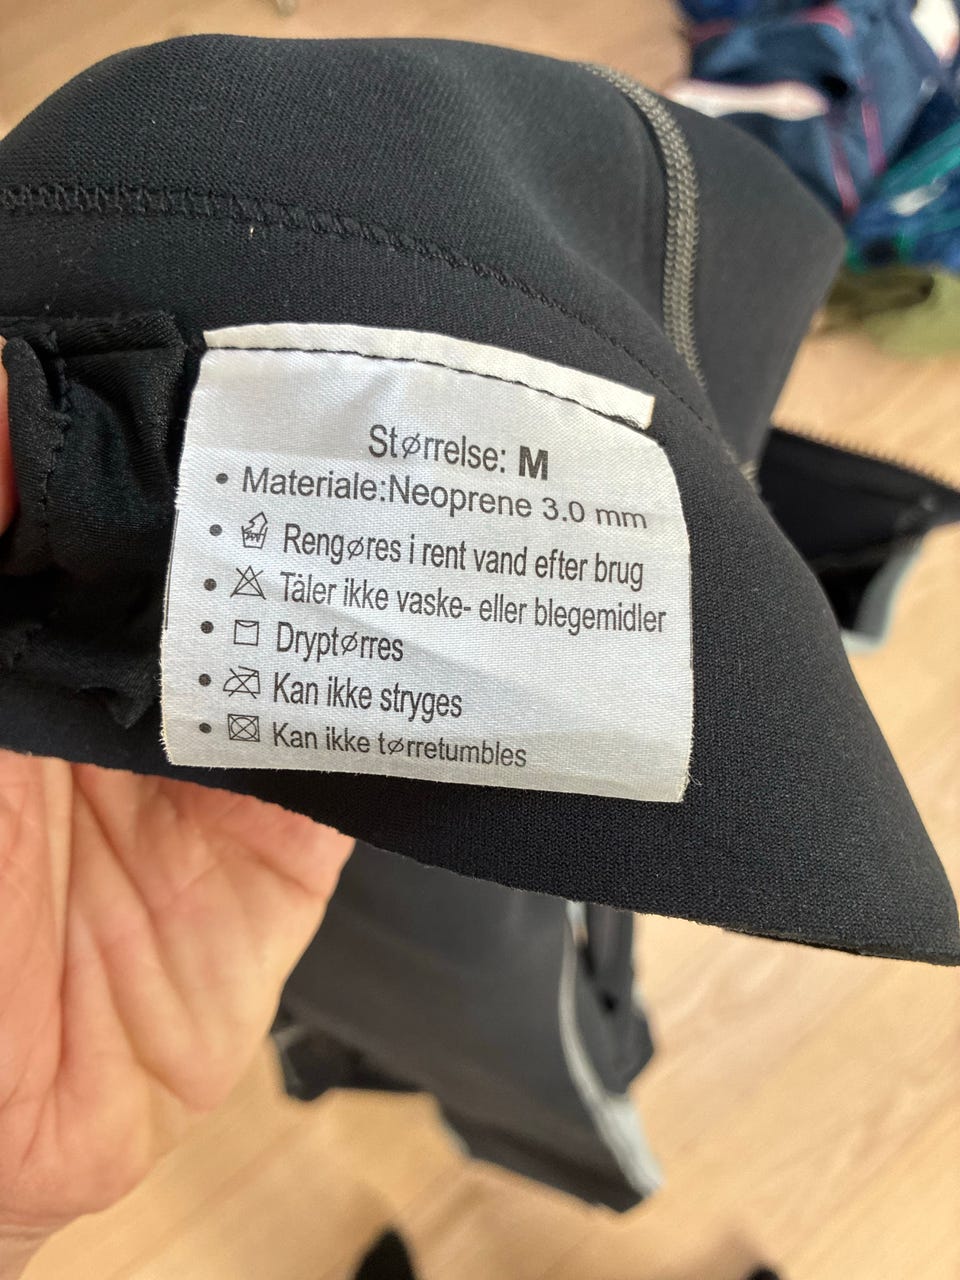 Størrelse: M
• Materiale:Neoprene 3.0 mm
• Rengøres i rent vand efter brug
• Tåler ikke vaske- eller blegemidler
• Dryptørres
• Kan ikke stryges
• Kan ikke tørretumbles